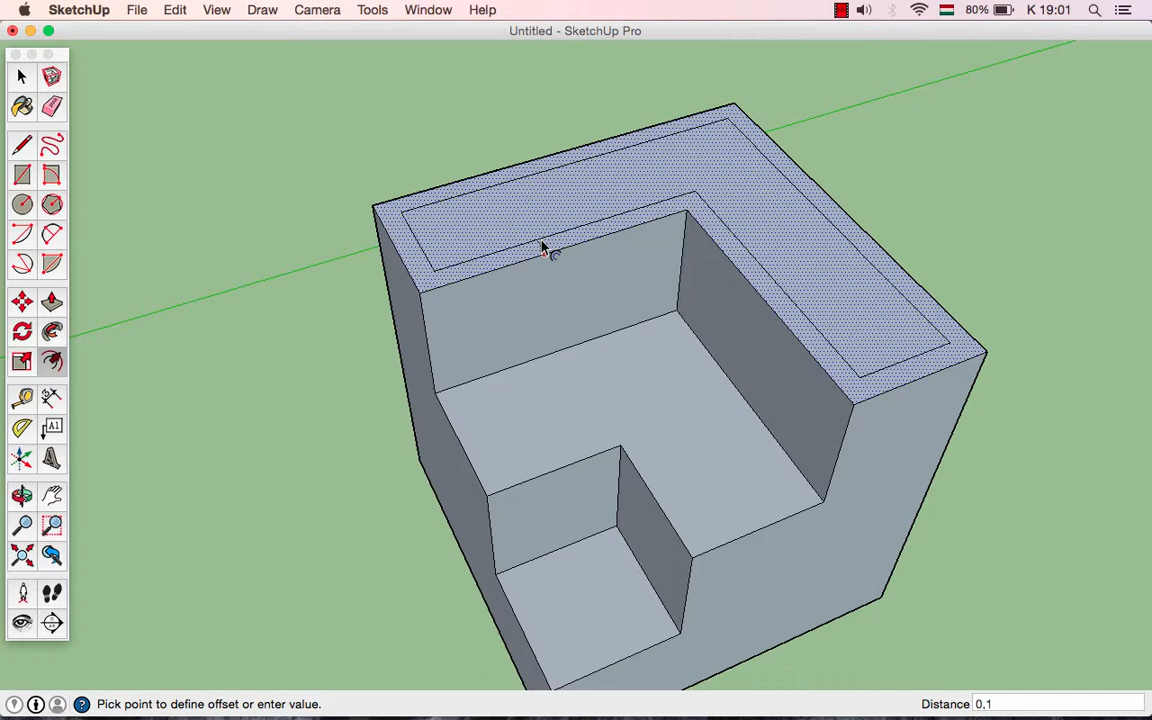 SketchUp File Edit View Draw Camera Tools Window Help 80% K 19:01
Untitled - SketchUp Pro
A1
Pick point to define offset or enter value. Distance 0,1